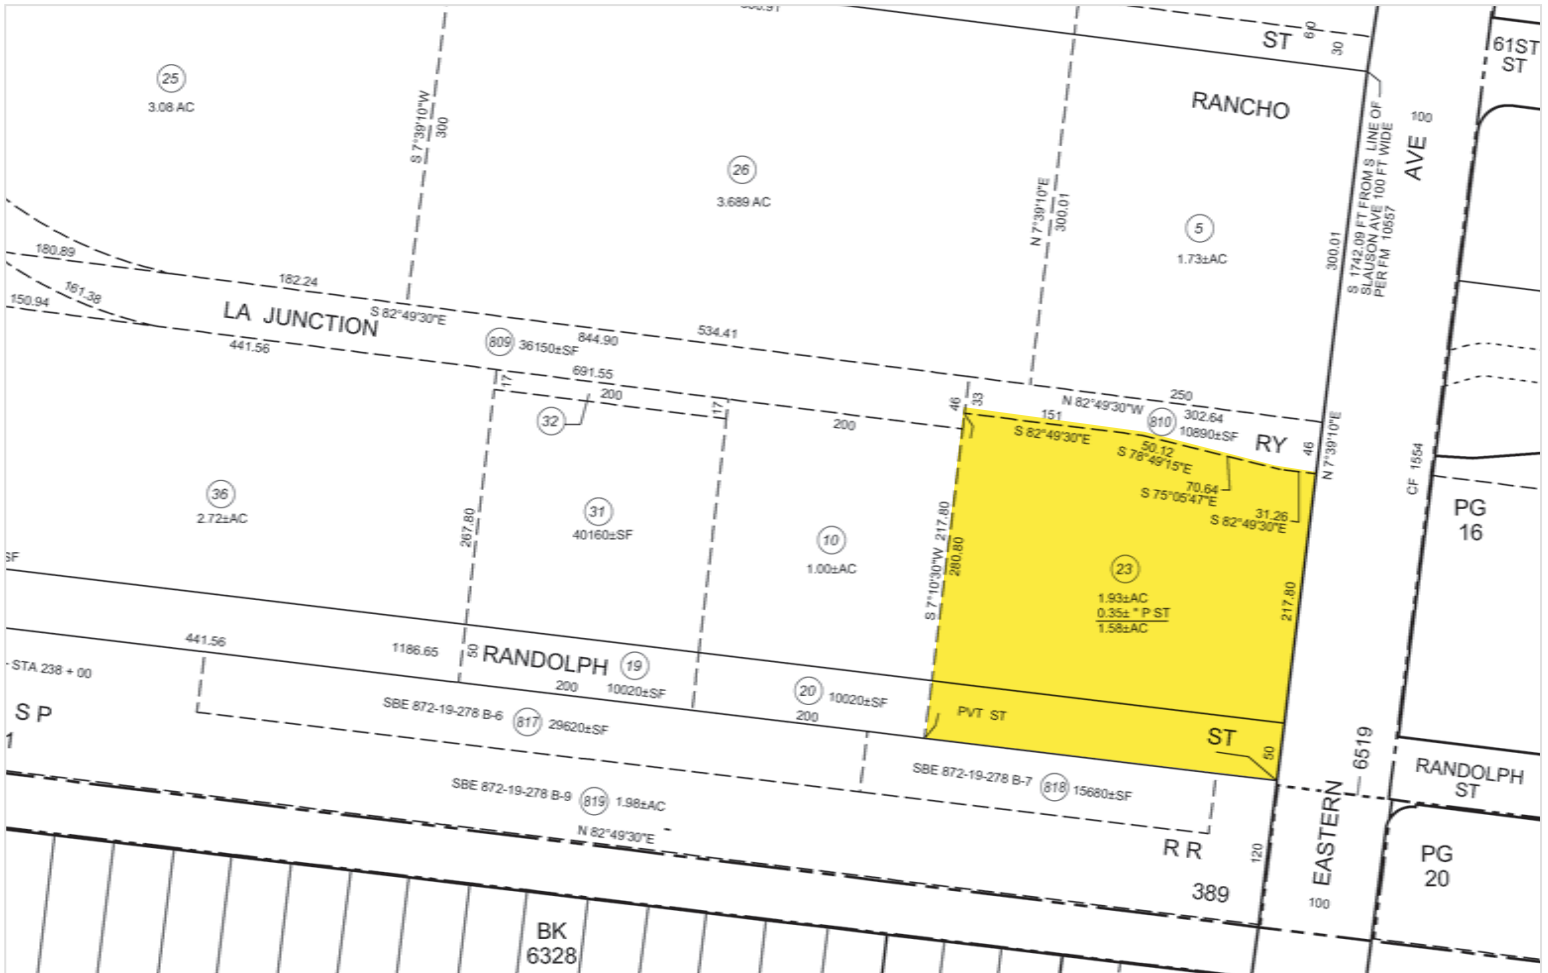 ST
60
30
61ST
ST
25
3.08 AC
S 7°39'10"W
300
26
3.689 AC
RANCHO
N 7°39'10"E
300.01
5
1.73±AC
300.01
S 1742.09 FT FROM S LINE OF
SLAUSON AVE 100 FT WIDE
PER FM 10557
100
AVE
180.89
182.24
161.38
150.94
LA JUNCTION
S 82°49'30"E
441.56
809
36150±SF
844.90
534.41
691.55
17
200
17
32
200
46
33
N 82°49'30"W
250
302.64
810
10890±SF
RY
46
N 7°39'10"E
151
S 82°49'30"E
50.12
S 78°49'15"E
70.64
S 75°05'47"E
31.26
S 82°49'30"E
CF 1554
PG
16
36
2.72±AC
267.80
31
40160±SF
10
1.00±AC
S 7°10'30"W
217.80
280.80
23
1.93±AC
0.35± " P ST
1.58±AC
217.80
SF
441.56
1186.65
50
RANDOLPH
19
10020±SF
200
20
10020±SF
200
PVT ST
ST
50
STA 238 + 00
S P
1
SBE 872-19-278 B-6
817
29620±SF
SBE 872-19-278 B-7
818
15680±SF
SBE 872-19-278 B-9
819
1.98±AC
N 82°49'30"E
R R
389
120
EASTERN
100
6519
RANDOLPH
ST
PG
20
BK
6328